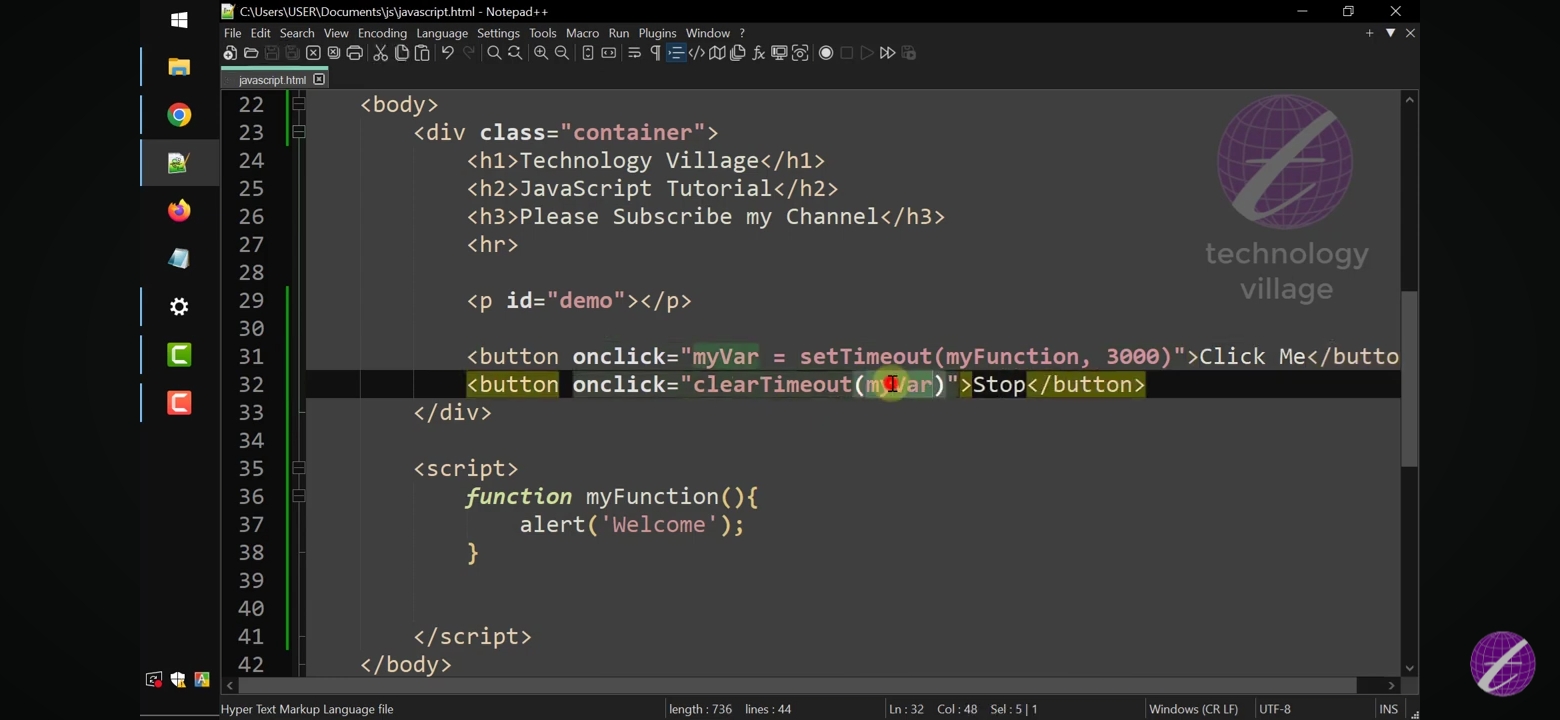 C:\Users\USER\Documents\js\javascript.html - Notepad++
File Edit Search View Encoding Language Settings Tools Macro Run Plugins Window ?
javascript.html
22 <body>
23 <div class="container">
24 <h1>Technology Village</h1>
25 <h2>JavaScript Tutorial</h2>
26 <h3>Please Subscribe my Channel</h3>
27 <hr>
28
29 <p id="demo"></p>
30
31 <button onclick="myVar = setTimeout(myFunction, 3000)">Click Me</butto
32 <button onclick="clearTimeout(myVar)">Stop</button>
33 </div>
34
35 <script>
36 function myFunction(){
37 alert('Welcome');
38 }
39
40
41 </script>
42 </body>
technology
village
Hyper Text Markup Language file length : 736 lines : 44 Ln : 32 Col : 48 Sel : 5 | 1 Windows (CR LF) UTF-8 INS